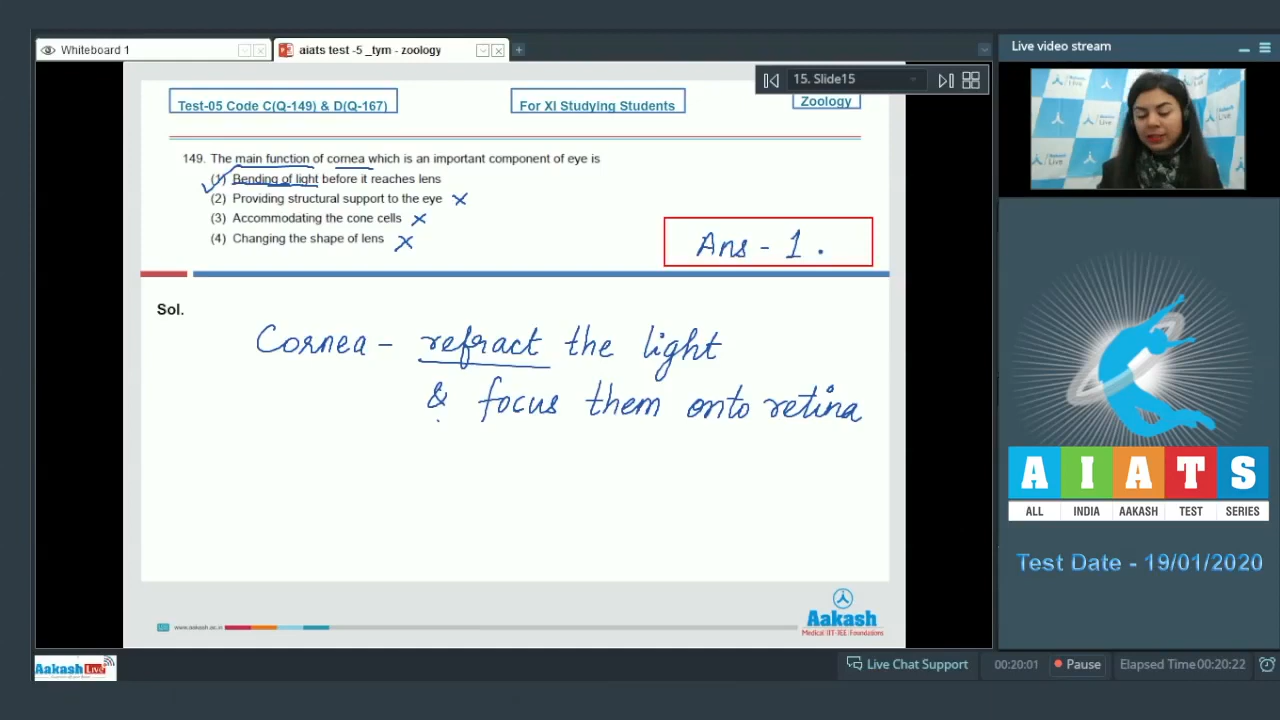 Whiteboard 1
aiats test -5 _tym - zoology
Live video stream
15. Slide15
Test-05 Code C(Q-149) & D(Q-167)
For XI Studying Students
Zoology
149. The main function of cornea which is an important component of eye is
(1) Bending of light before it reaches lens
(2) Providing structural support to the eye
(3) Accommodating the cone cells
(4) Changing the shape of lens
Ans - 1.
Sol.
Cornea - refract the light
& focus them onto retina
A I A T S
ALL INDIA AAKASH TEST SERIES
Test Date - 19/01/2020
www.aakash.ac.in
Aakash
Medical|IIT-JEE|Foundations
Aakash Live
Live Chat Support
00:20:01
Pause
Elapsed Time 00:20:22